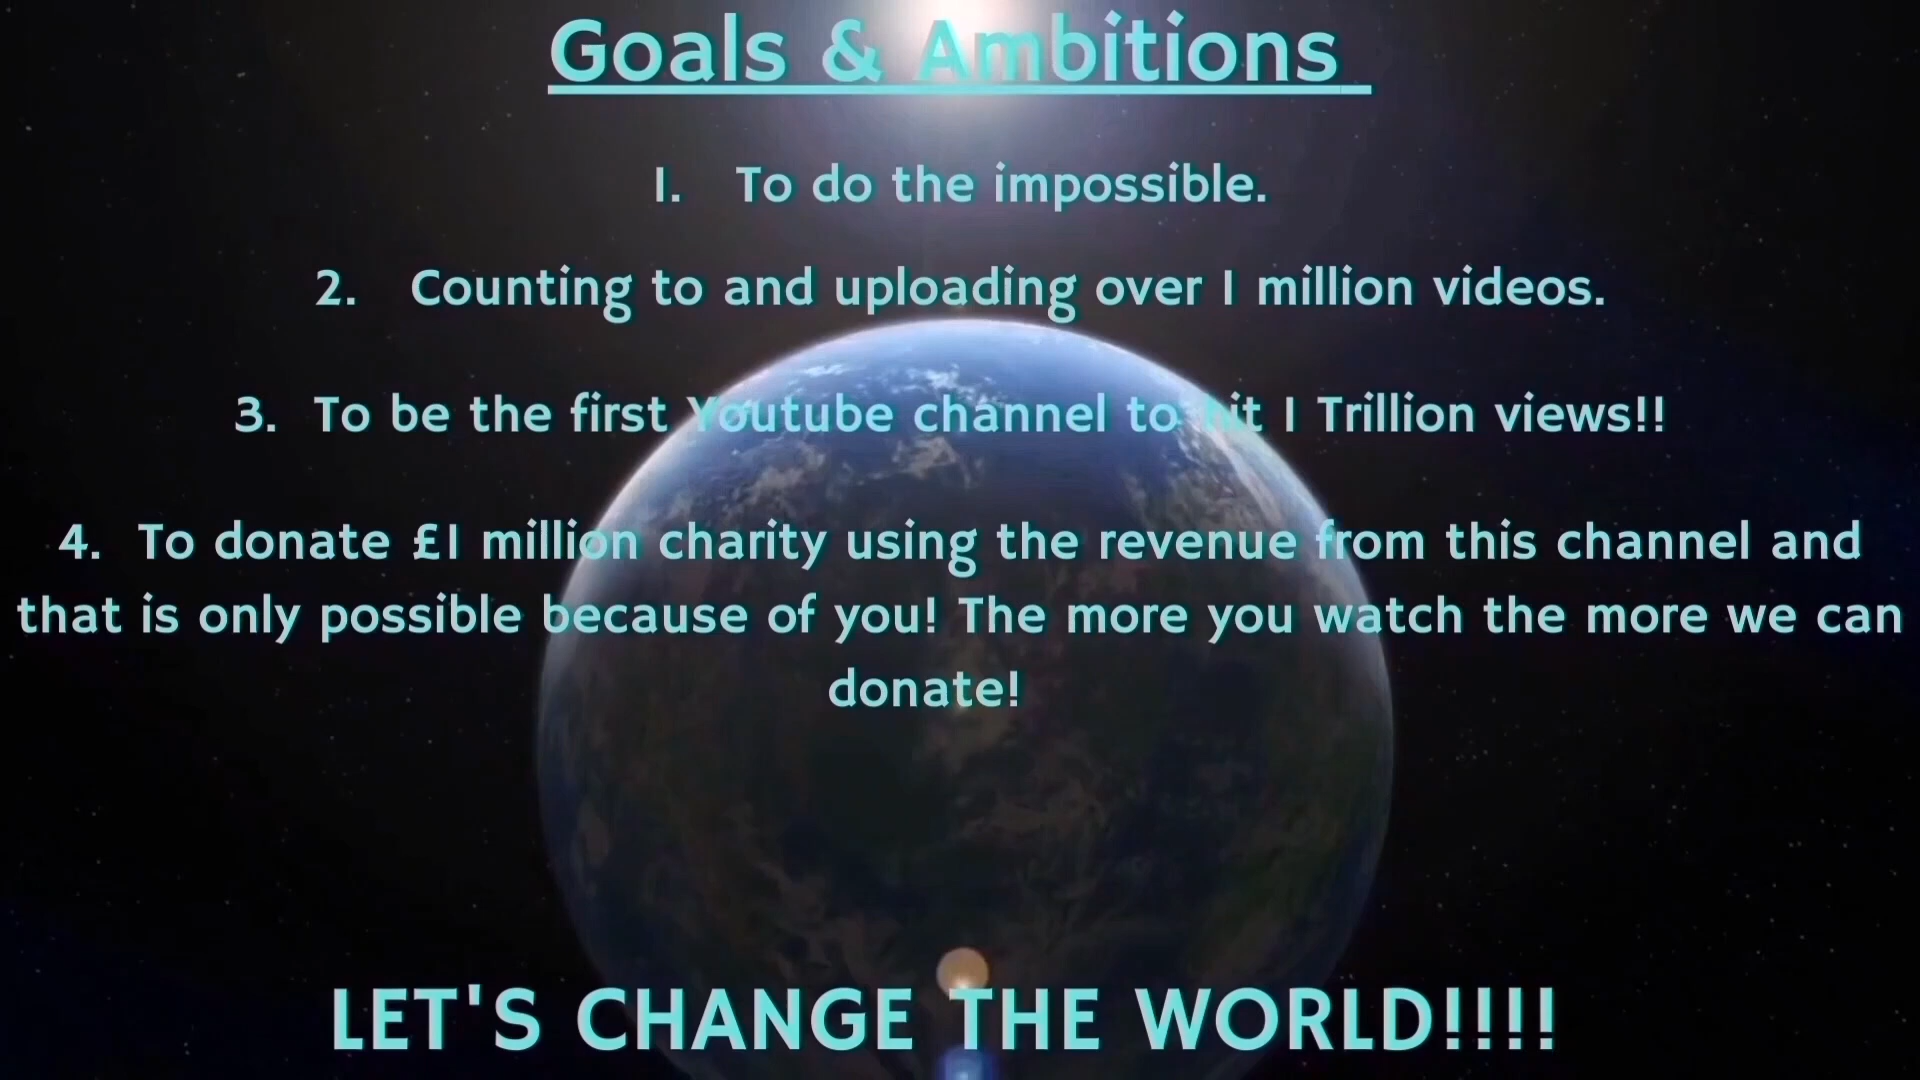 Goals & Ambitions
1. To do the impossible.
2. Counting to and uploading over 1 million videos.
3. To be the first Youtube channel to hit 1 Trillion views!!
4. To donate £1 million charity using the revenue from this channel and
that is only possible because of you! The more you watch the more we can
donate!
LET'S CHANGE THE WORLD!!!!